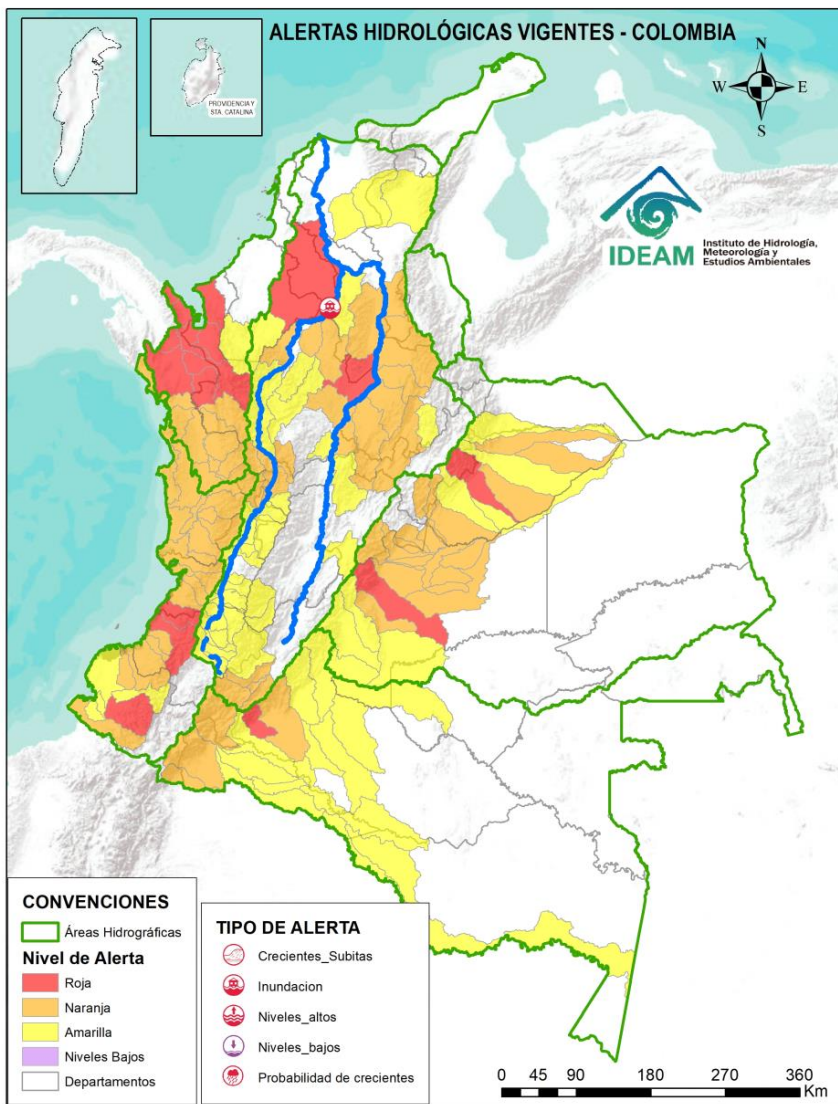 ALERTAS HIDROLÓGICAS VIGENTES - COLOMBIA
PROVIDENCIA Y
STA. CATALINA
N
W
E
S
IDEAM
Instituto de Hidrología,
Meteorología y
Estudios Ambientales
CONVENCIONES
Áreas Hidrográficas
Nivel de Alerta
Roja
Naranja
Amarilla
Niveles Bajos
Departamentos
TIPO DE ALERTA
Crecientes_Subitas
Inundacion
Niveles_altos
Niveles_bajos
Probabilidad de crecientes
0 45 90 180 270 360
Km